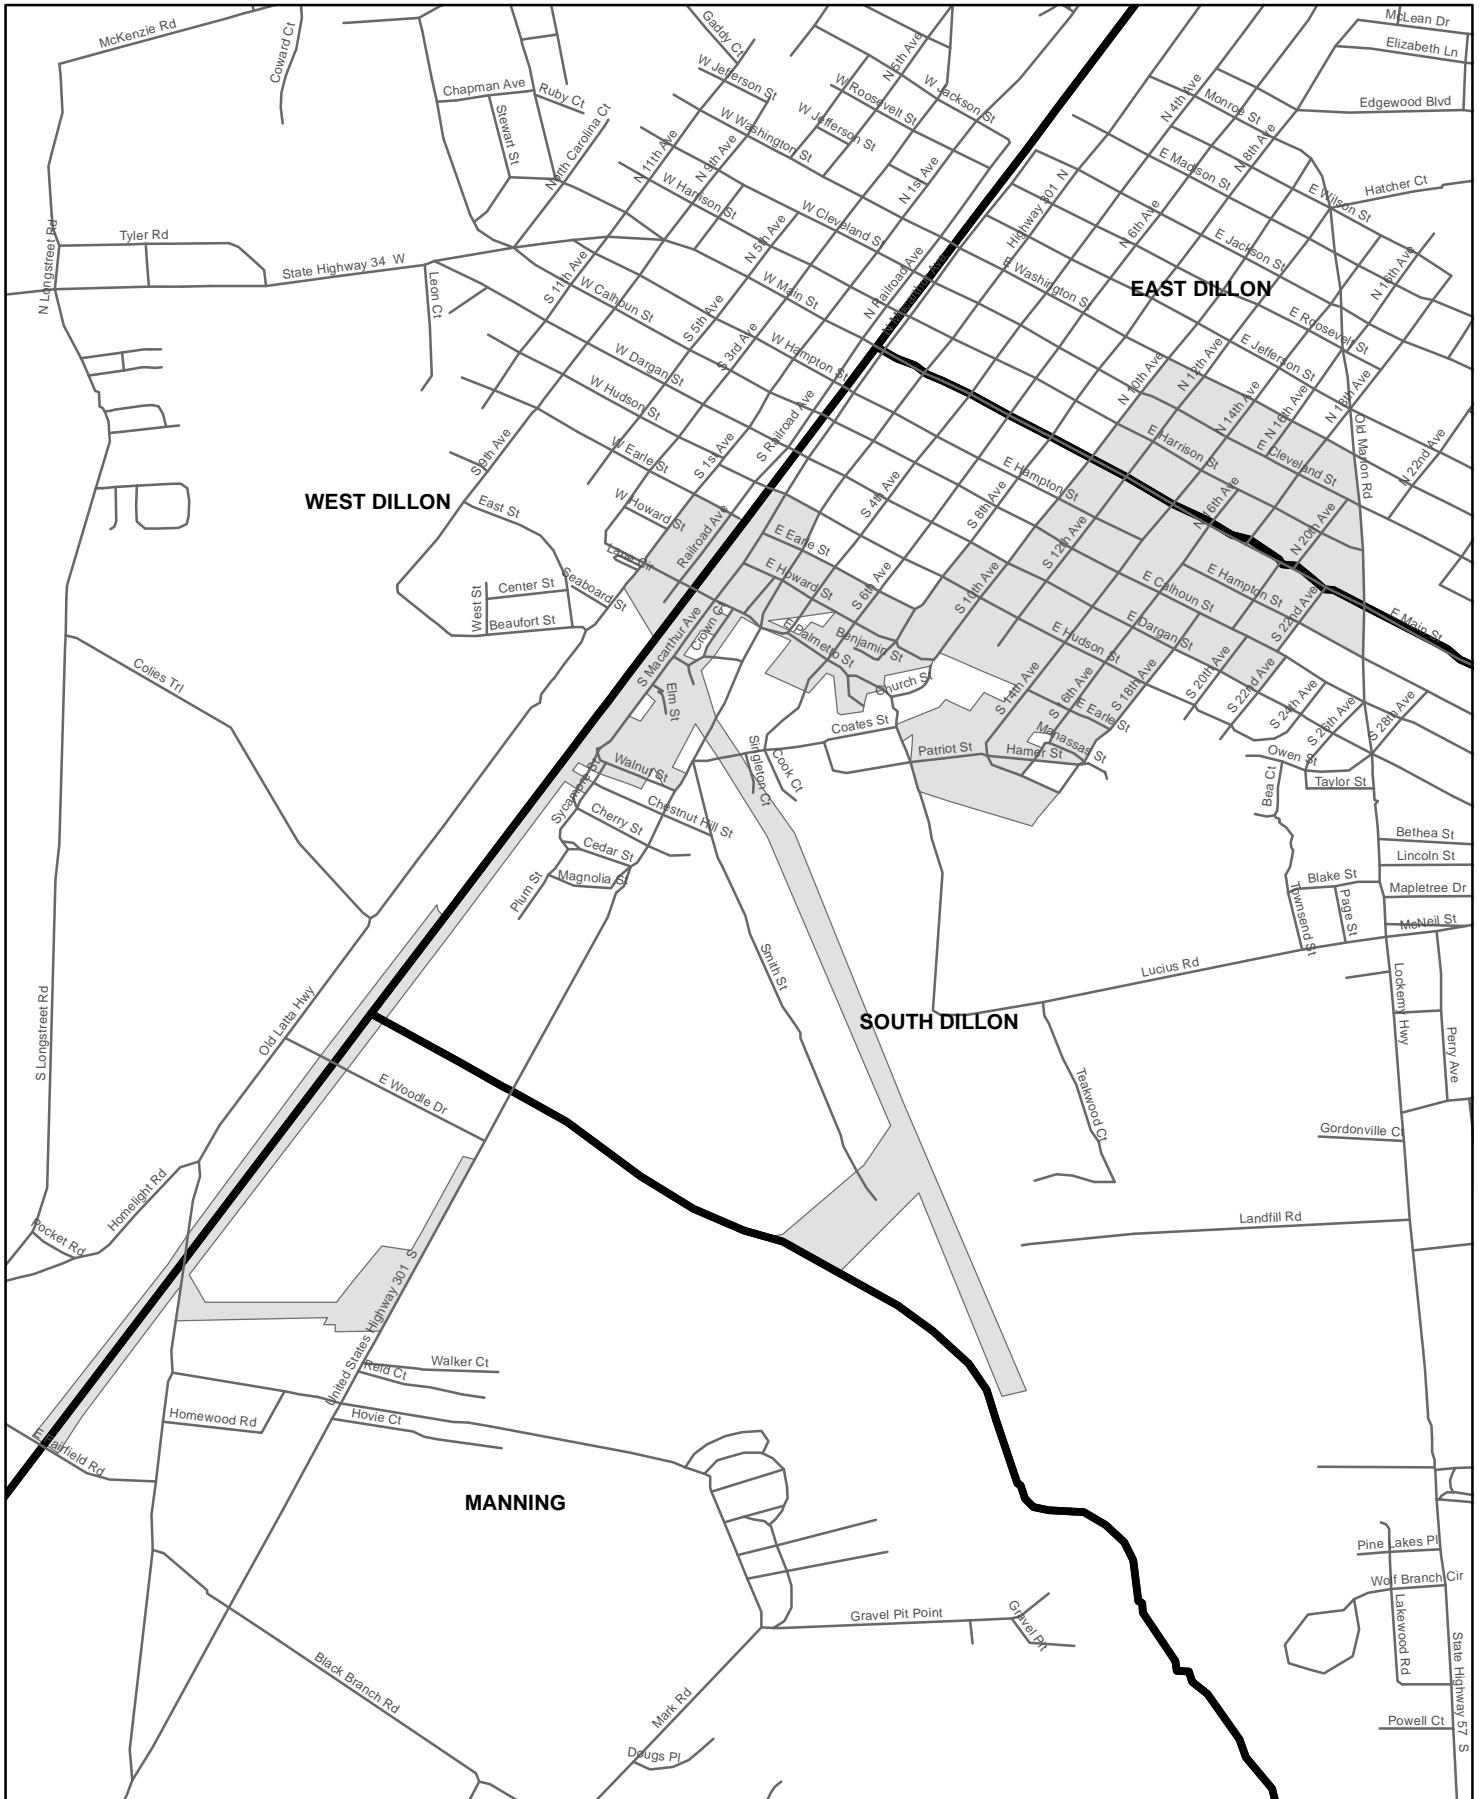 McKenzie Rd
Coward Ct
Gaddy Ct
McLean Dr
Elizabeth Ln
Edgewood Blvd
Chapman Ave
Ruby Ct
Stewart St
North Carolina Ct
W Jefferson St
W Washington St
W Jefferson St
W Roosevelt St
N 5th Ave
W Jackson St
N 4th Ave
Monroe St
N 8th Ave
E Madison St
E Wilson St
Hatcher Ct
N 11th Ave
N 9th Ave
W Harrison St
N 1st Ave
W Cleveland St
N 5th Ave
Highway 301 N
N 6th Ave
E Jackson St
N 16th Ave
Tyler Rd
N Longstreet Rd
State Highway 34 W
Leon Ct
S 11th Ave
W Calhoun St
W Main St
N Railroad Ave
N Macarthur Ave
E Washington S
EAST DILLON
E Roosevelt St
S 5th Ave
S 3rd Ave
W Hampton St
W Dargan St
W Hudson St
N 10th Ave
N 12th Ave
E Jefferson St
N 14th Ave
N 16th Ave
N 18th Ave
Old Marion Rd
N 22nd Ave
E Harrison St
E Cleveland St
S 9th Ave
W Earle St
S 1st Ave
S Railroad Ave
WEST DILLON
East St
W Howard St
Railroad Ave
S 4th Ave
E Hampton St
S 8th Ave
N 16th Ave
N 20th Ave
S 12th Ave
E Earle St
Lane Cir
Seaboard St
Center St
West St
Beaufort St
E Howard St
S 6th Ave
S 10th Ave
E Calhoun St
E Hampton St
S 22nd Ave
E Main St
Crown C
S Macarthur Ave
E Palmetto St
Benjamin St
E Hudson St
E Dargan St
Coles Trl
Elm St
Church St
Coates St
S 14th Ave
S 16th Ave
S 18th Ave
S 20th Ave
S 22nd Ave
S 24th Ave
S 26th Ave
S 28th Ave
E Earle St
Manassas St
Patriot St
Hamer St
Owen St
Taylor St
Bea Ct
Singleton Ct
Cook Ct
Walnut St
Sycamore St
Chestnut Hill St
Cherry St
Cedar St
Magnolia St
Plum St
Bethea St
Lincoln St
Blake St
Mapletree Dr
McNeil St
Townsend St
Page St
Smith St
Lucius Rd
Lockemy Hwy
Perry Ave
SOUTH DILLON
S Longstreet Rd
Old Latta Hwy
E Woodle Dr
Teakwood Ct
Gordonville Ct
Homelight Rd
Pocket Rd
Landfill Rd
United States Highway 301 S
Walker Ct
Reid Ct
Homewood Rd
Hovie Ct
E Fairfield Rd
MANNING
Pine Lakes Pl
Wolf Branch Cir
Lakewood Rd
Gravel Pit Point
Gravel Pit
State Highway 57 S
Black Branch Rd
Mark Rd
Powell Ct
Dougs Pl